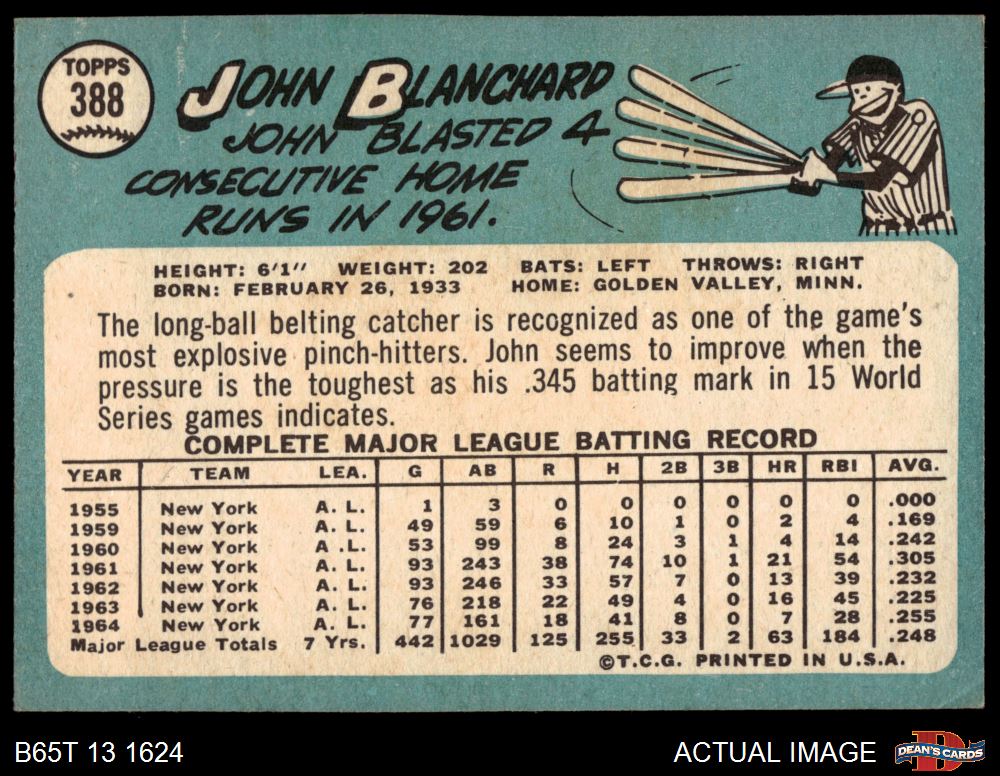 TOPPS
388
JOHN BLANCHARD
JOHN BLASTED 4
CONSECUTIVE HOME
RUNS IN 1961.
HEIGHT: 6'1" WEIGHT: 202 BATS: LEFT THROWS: RIGHT
BORN: FEBRUARY 26, 1933 HOME: GOLDEN VALLEY, MINN.
The long-ball belting catcher is recognized as one of the game's
most explosive pinch-hitters. John seems to improve when the
pressure is the toughest as his .345 batting mark in 15 World
Series games indicates.
COMPLETE MAJOR LEAGUE BATTING RECORD
YEAR TEAM LEA. G AB R H 2B 3B HR RBI AVG.
1955 New York A. L. 1 3 0 0 0 0 0 0 .000
1959 New York A. L. 49 59 6 10 1 0 2 4 .169
1960 New York A .L. 53 99 8 24 3 1 4 14 .242
1961 New York A. L. 93 243 38 74 10 1 21 54 .305
1962 New York A. L. 93 246 33 57 7 0 13 39 .232
1963 New York A. L. 76 218 22 49 4 0 16 45 .225
1964 New York A. L. 77 161 18 41 8 0 7 28 .255
Major League Totals 7 Yrs. 442 1029 125 255 33 2 63 184 .248
©T.C.G. PRINTED IN U.S.A.
B65T 13 1624 ACTUAL IMAGE DEAN'S CARDS